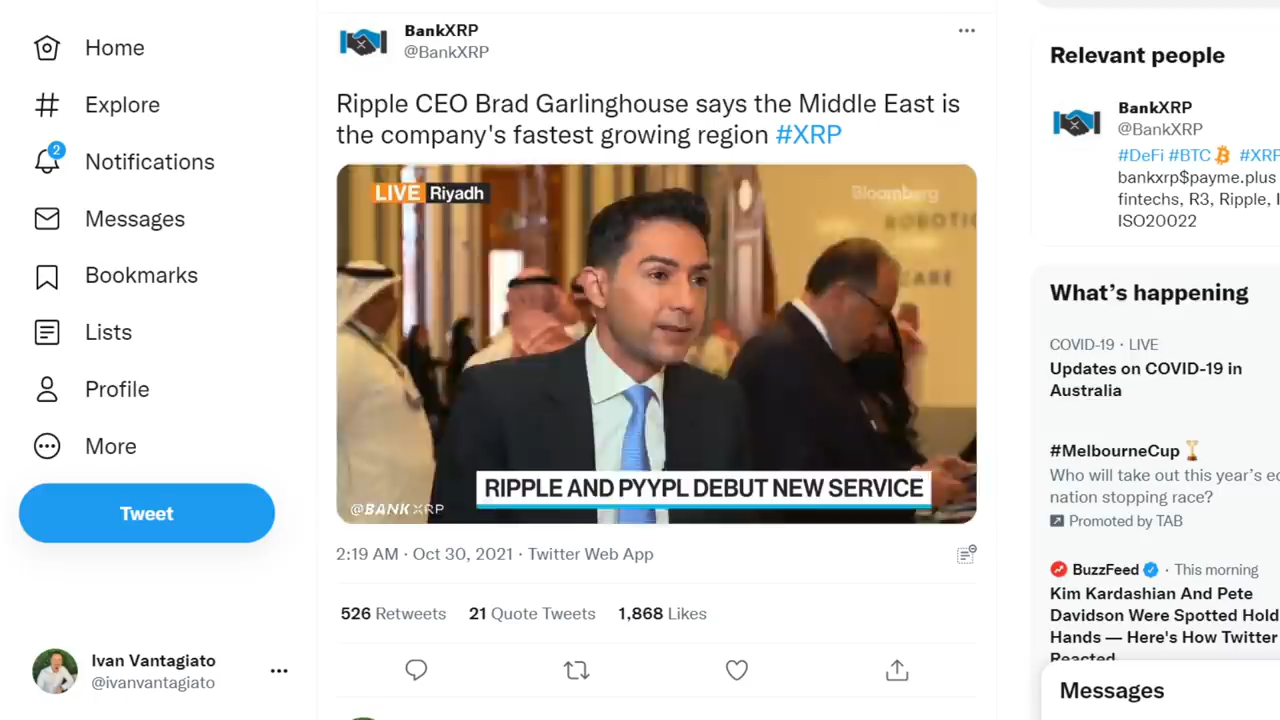 Home
Explore
2
Notifications
Messages
Bookmarks
Lists
Profile
More
Tweet
Ivan Vantagiato
@ivanvantagiato
BankXRP
@BankXRP
Ripple CEO Brad Garlinghouse says the Middle East is
the company's fastest growing region #XRP
LIVE Riyadh
Bloomberg
ROBOTI
CARE
RIPPLE AND PYYPL DEBUT NEW SERVICE
@BANKXRP
2:19 AM · Oct 30, 2021 · Twitter Web App
526 Retweets 21 Quote Tweets 1,868 Likes
Relevant people
BankXRP
@BankXRP
#DeFi #BTC #XRP
bankxrp$payme.plus
fintechs, R3, Ripple, I
ISO20022
What's happening
COVID-19 · LIVE
Updates on COVID-19 in
Australia
#MelbourneCup
Who will take out this year's
nation stopping race?
Promoted by TAB
BuzzFeed · This morning
Kim Kardashian And Pete
Davidson Were Spotted Hold
Hands — Here's How Twitter
Reacted
Messages